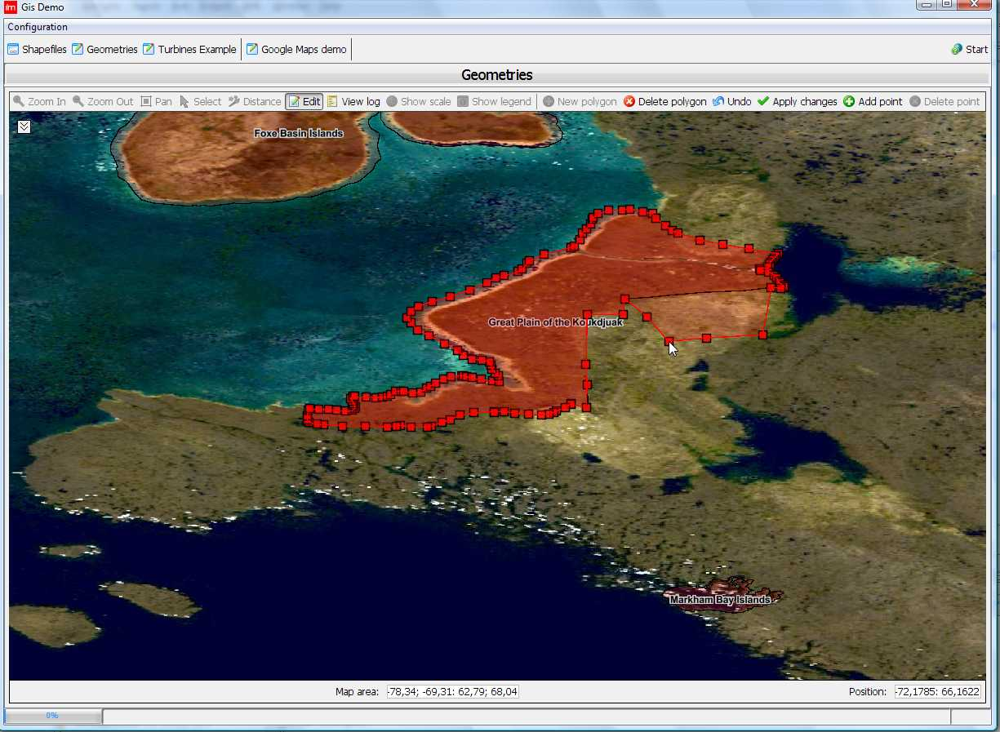 im Gis Demo
Configuration
Shapefiles Geometries Turbines Example Google Maps demo Start
Geometries
Zoom In Zoom Out Pan Select Distance Edit View log Show scale Show legend New polygon Delete polygon Undo Apply changes Add point Delete point
Foxe Basin Islands
Great Plain of the Koukdjuak
Markham Bay Islands
Map area: -78,34; -69,31: 62,79; 68,04 Position: -72,1785: 66,1622
0%